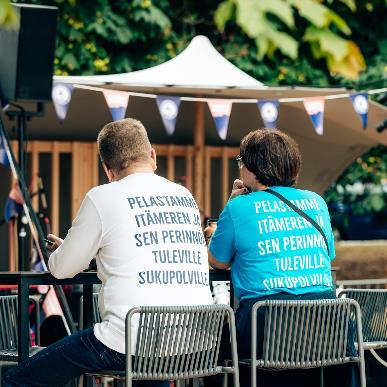 PELASTAMME
ITÄMEREN JA
SEN PERINNÖN
TULEVILLE
SUKUPOLVILLE
PELASTAMME
ITÄMEREN JA
SEN PERINNÖN
TULEVILLE
SUKUPOLVILLE